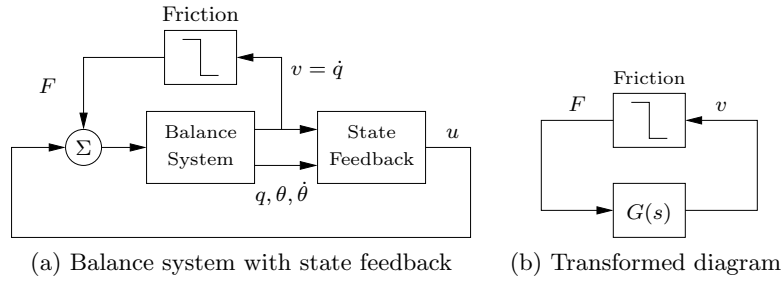 Friction
F
v = q̇
Σ
Balance
System
State
Feedback
u
q, θ, θ̇
(a) Balance system with state feedback
Friction
F
v
G(s)
(b) Transformed diagram